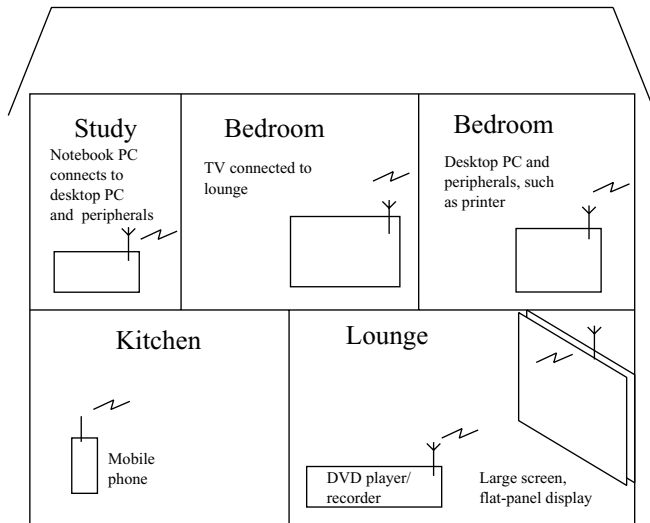 Study
Notebook PC
connects to
desktop PC
and peripherals
Bedroom
TV connected to
lounge
Bedroom
Desktop PC and
peripherals, such
as printer
Kitchen
Mobile
phone
Lounge
DVD player/
recorder
Large screen,
flat-panel display